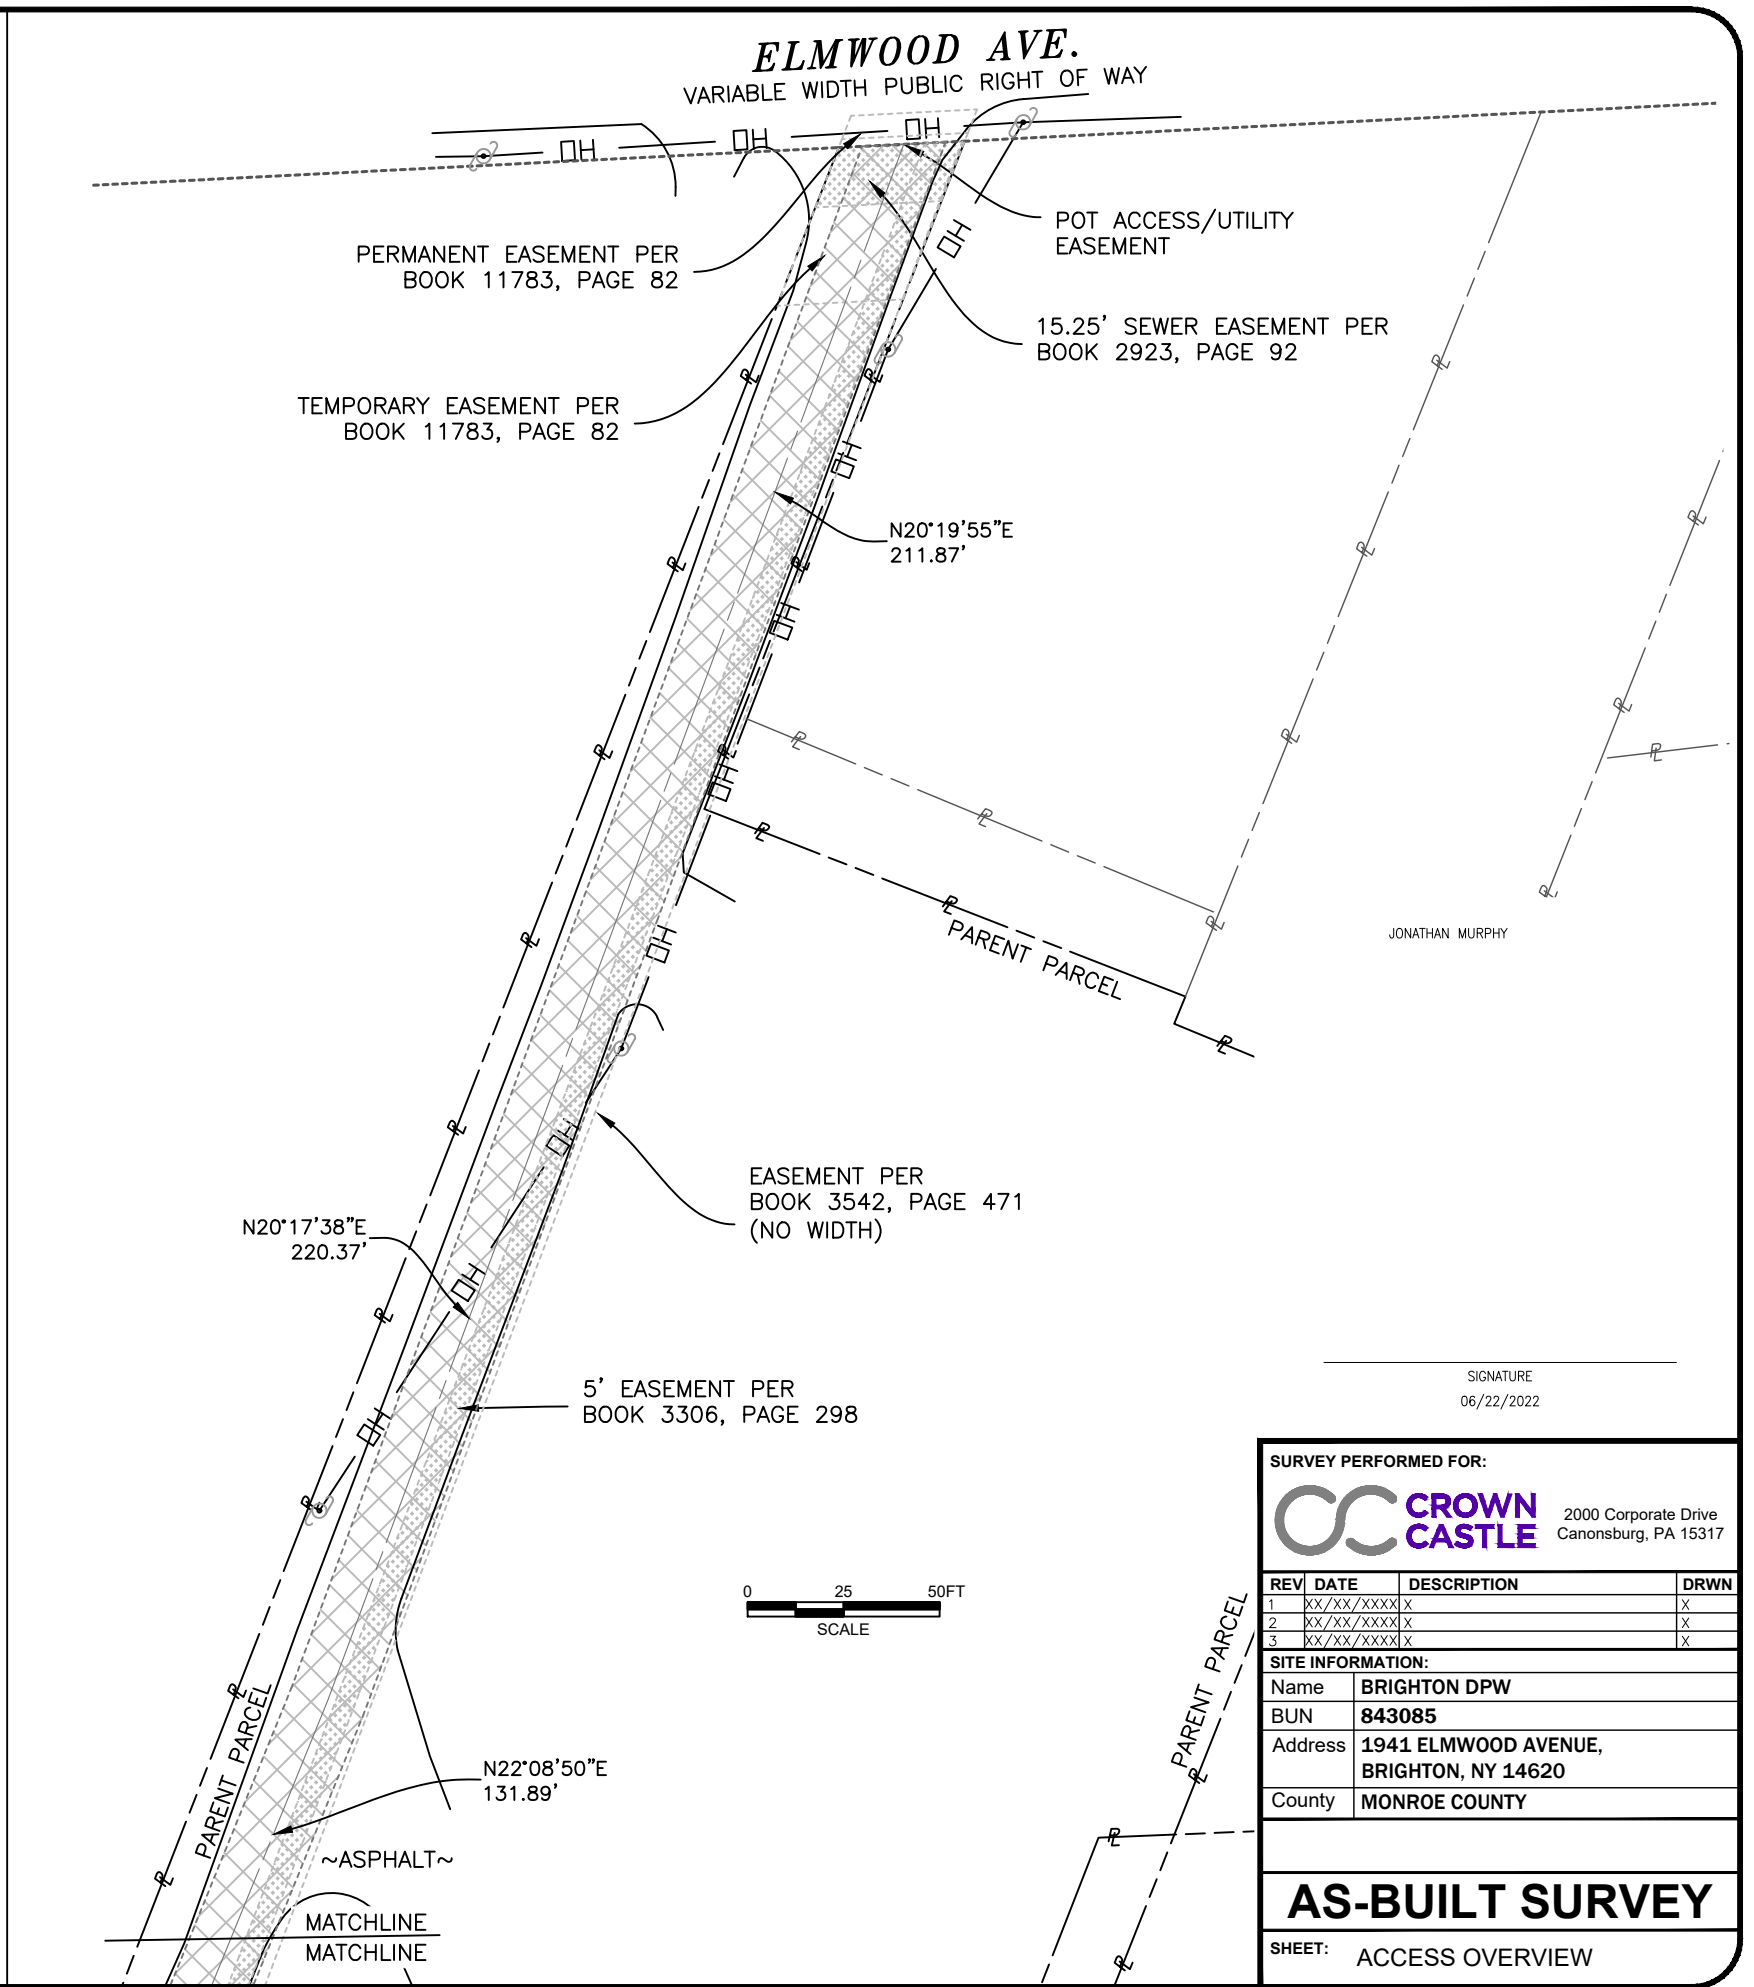 ELMWOOD AVE.
VARIABLE WIDTH PUBLIC RIGHT OF WAY
OH
OH
OH
OH
PERMANENT EASEMENT PER
BOOK 11783, PAGE 82
POT ACCESS/UTILITY
EASEMENT
15.25' SEWER EASEMENT PER
BOOK 2923, PAGE 92
TEMPORARY EASEMENT PER
BOOK 11783, PAGE 82
OH
N20°19'55"E
211.87'
OH
OH
PARENT PARCEL
JONATHAN MURPHY
OH
OH
EASEMENT PER
BOOK 3542, PAGE 471
(NO WIDTH)
N20°17'38"E
220.37'
OH
5' EASEMENT PER
BOOK 3306, PAGE 298
OH
SIGNATURE
06/22/2022
0 25 50FT
SCALE
PARENT PARCEL
PARENT PARCEL
N22°08'50"E
131.89'
~ASPHALT~
MATCHLINE
MATCHLINE
SURVEY PERFORMED FOR:
CROWN
CASTLE
2000 Corporate Drive
Canonsburg, PA 15317
REV DATE DESCRIPTION DRWN
1 XX/XX/XXXX X X
2 XX/XX/XXXX X X
3 XX/XX/XXXX X X
SITE INFORMATION:
Name BRIGHTON DPW
BUN 843085
Address 1941 ELMWOOD AVENUE,
BRIGHTON, NY 14620
County MONROE COUNTY
AS-BUILT SURVEY
SHEET: ACCESS OVERVIEW